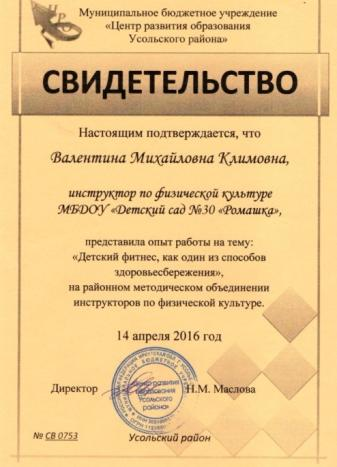 Муниципальное бюджетное учреждение
«Центр развития образования
Усольского района»
СВИДЕТЕЛЬСТВО
Настоящим подтверждается, что
Валентина Михайловна Климовна,
инструктор по физической культуре
МБДОУ «Детский сад №30 «Ромашка»,
представила опыт работы на тему:
«Детский фитнес, как один из способов
здоровьесбережения»,
на районном методическом объединении
инструкторов по физической культуре.
14 апреля 2016 год
Директор Н.М. Маслова
Центр развития
образования
Усольского
района
№ СВ 0753 Усольский район